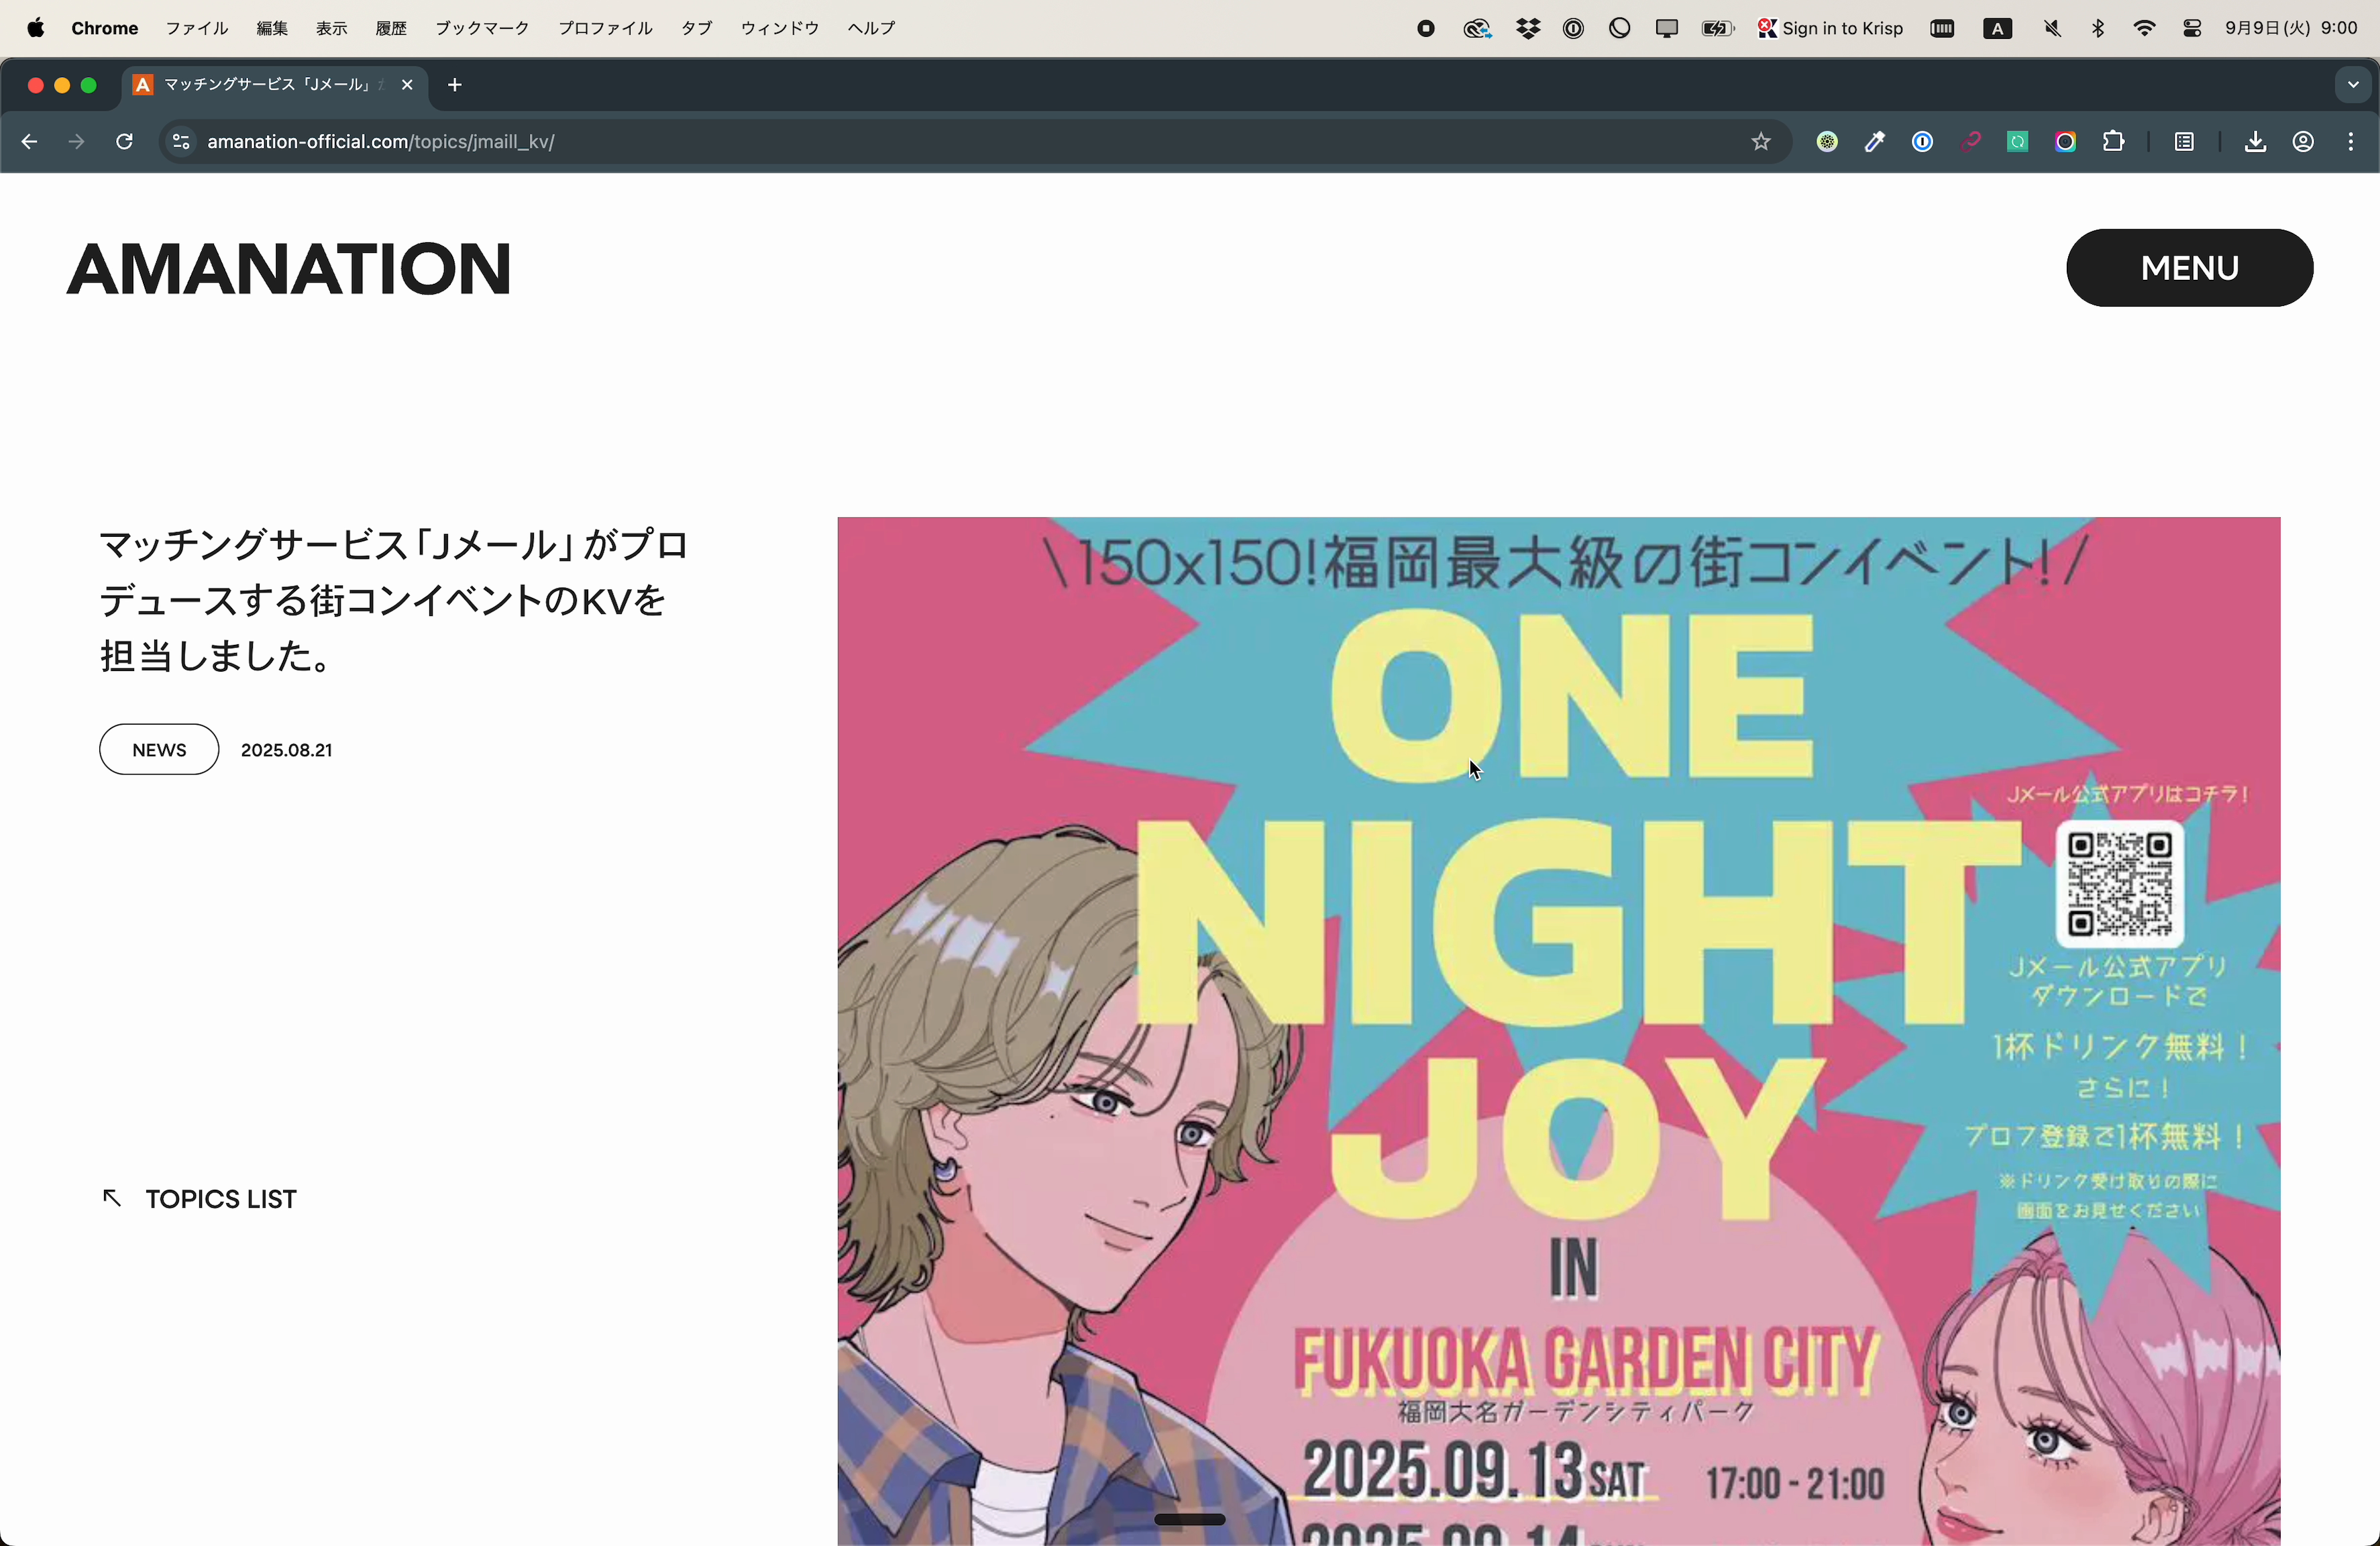 Chrome ファイル 編集 表示 履歴 ブックマーク プロファイル タブ ウィンドウ ヘルプ
A Sign in to Krisp 9月9日(火) 9:00
A マッチングサービス「Jメール」
amanation-official.com/topics/jmaill_kv/
AMANATION
MENU
マッチングサービス「Jメール」がプロ
デュースする街コンイベントのKVを
担当しました。
NEWS 2025.08.21
TOPICS LIST
\150x150!福岡最大級の街コンイベント!/
ONE
NIGHT
JOY
IN
FUKUOKA GARDEN CITY
福岡大名ガーデンシティパーク
2025.09.13 SAT 17:00 - 21:00
2025.09.14
Jメール公式アプリはコチラ!
Jメール公式アプリ
ダウンロードで
1杯ドリンク無料!
さらに!
プロフ登録で1杯無料!
※ドリンク受け取りの際に
画面をお見せください